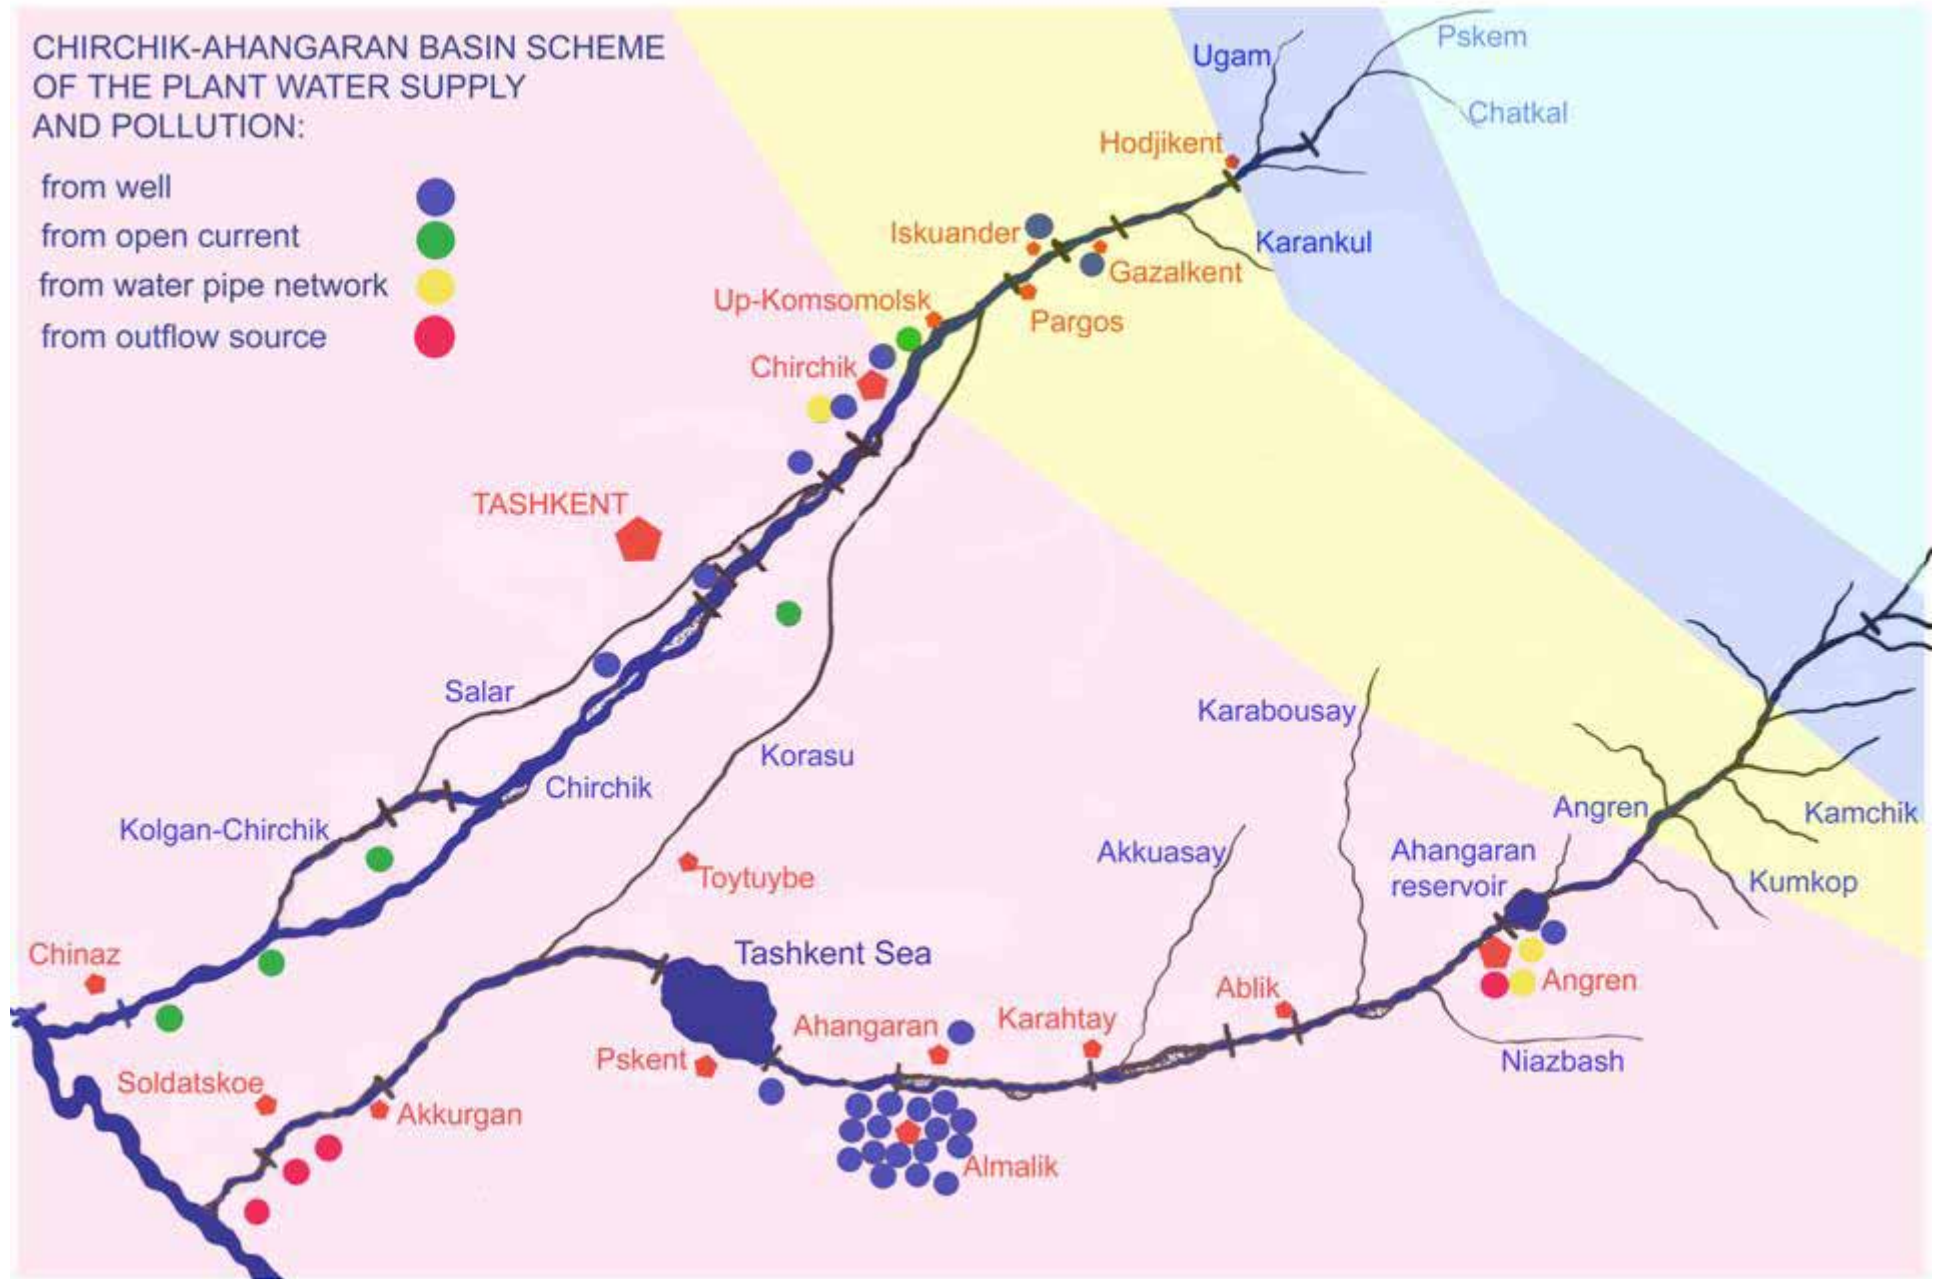 CHIRCHIK-AHANGARAN BASIN SCHEME
OF THE PLANT WATER SUPPLY
AND POLLUTION:
from well
from open current
from water pipe network
from outflow source
Pskem
Ugam
Chatkal
Hodjikent
Iskuander
Karankul
Gazalkent
Up-Komsomolsk
Pargos
Chirchik
TASHKENT
Salar
Karabousay
Korasu
Chirchik
Kolgan-Chirchik
Angren
Kamchik
Akkuasay
Ahangaran
reservoir
Toytuybe
Kumkop
Chinaz
Tashkent Sea
Angren
Ablik
Ahangaran
Karahtay
Pskent
Niazbash
Soldatskoe
Akkurgan
Almalik